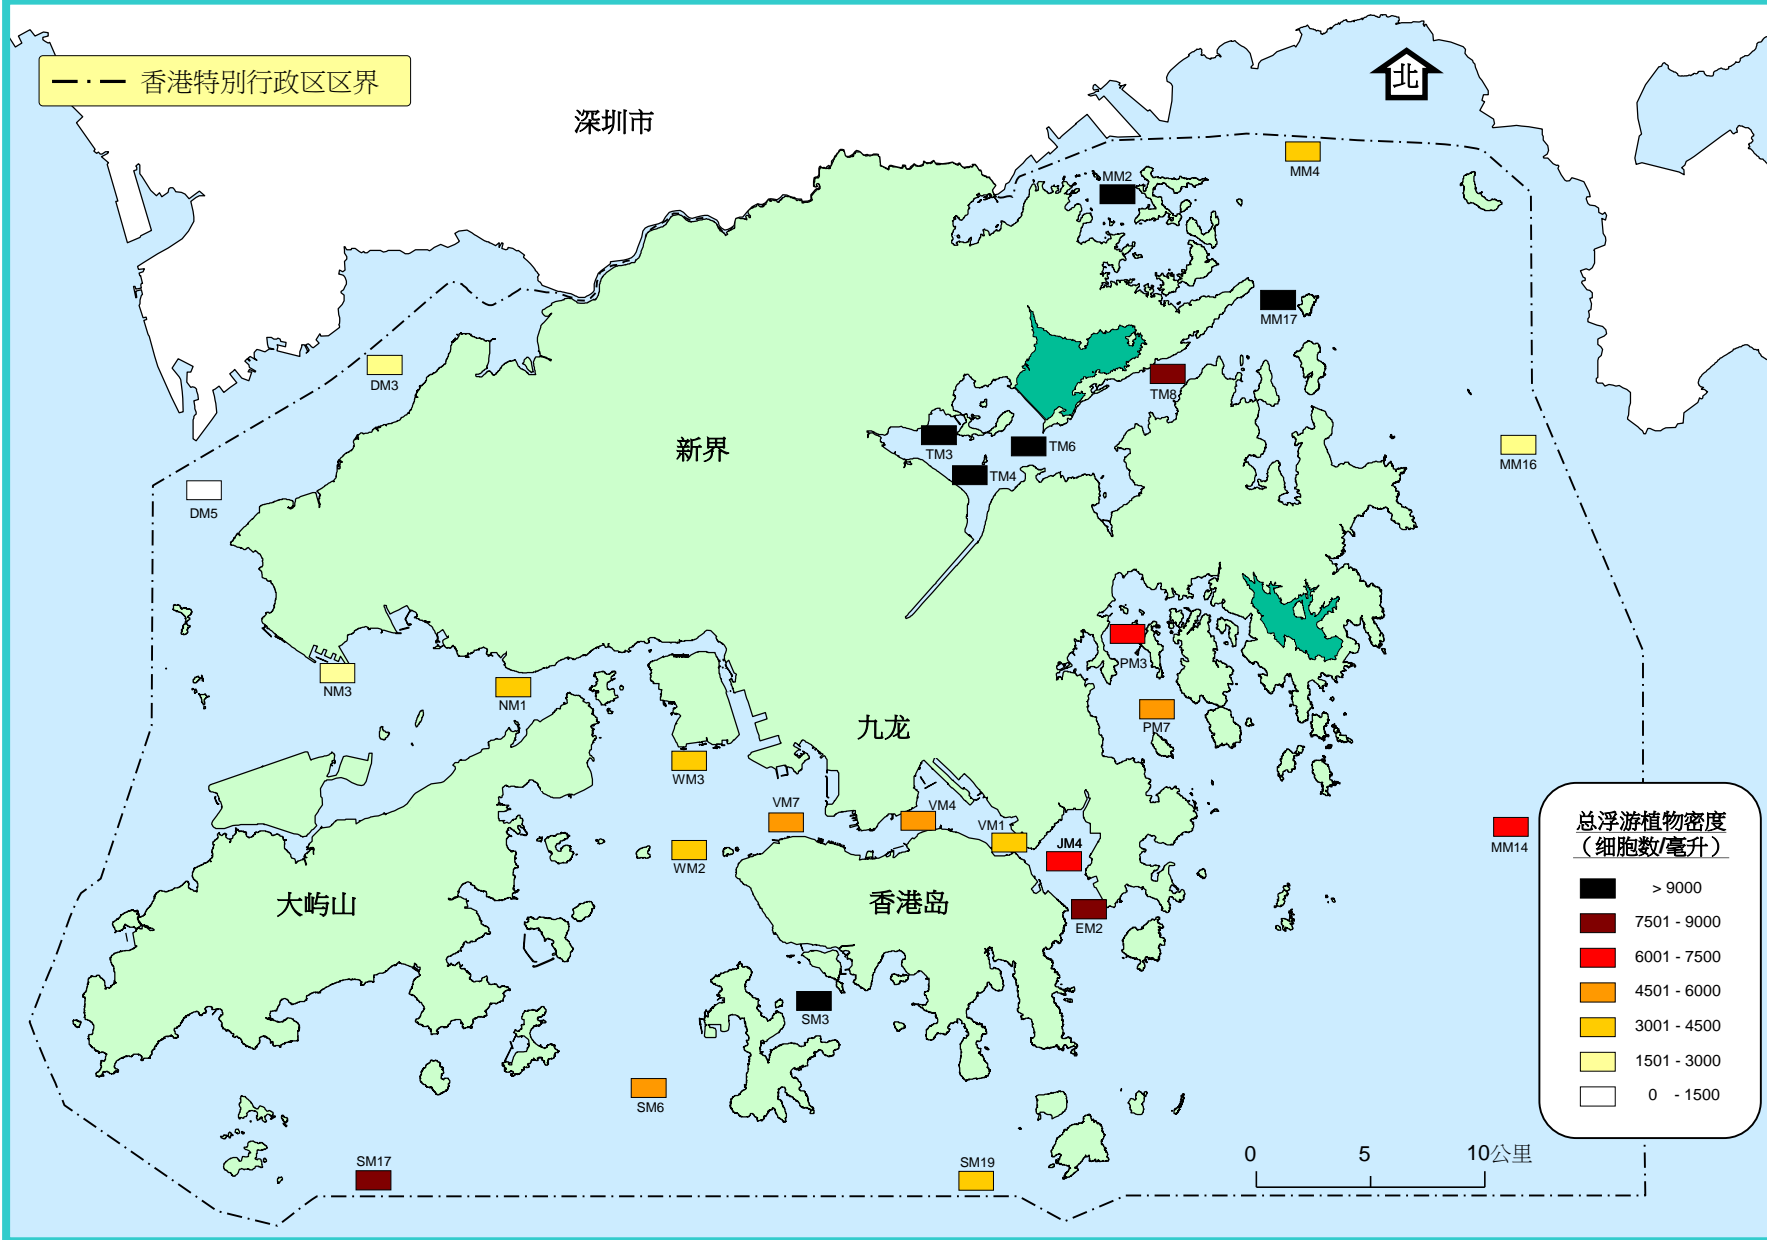 香港特别行政区区界
北
深圳市
MM4
MM2
MM17
DM3
TM8
新界
TM3
TM6
TM4
MM16
DM5
PM3
NM3
NM1
PM7
九龙
WM3
VM7
VM4
VM1
JM4
WM2
MM14
大屿山
香港岛
EM2
SM3
SM6
SM17
SM19
总浮游植物密度
（细胞数/毫升）
> 9000
7501 - 9000
6001 - 7500
4501 - 6000
3001 - 4500
1501 - 3000
0 - 1500
0 5 10公里